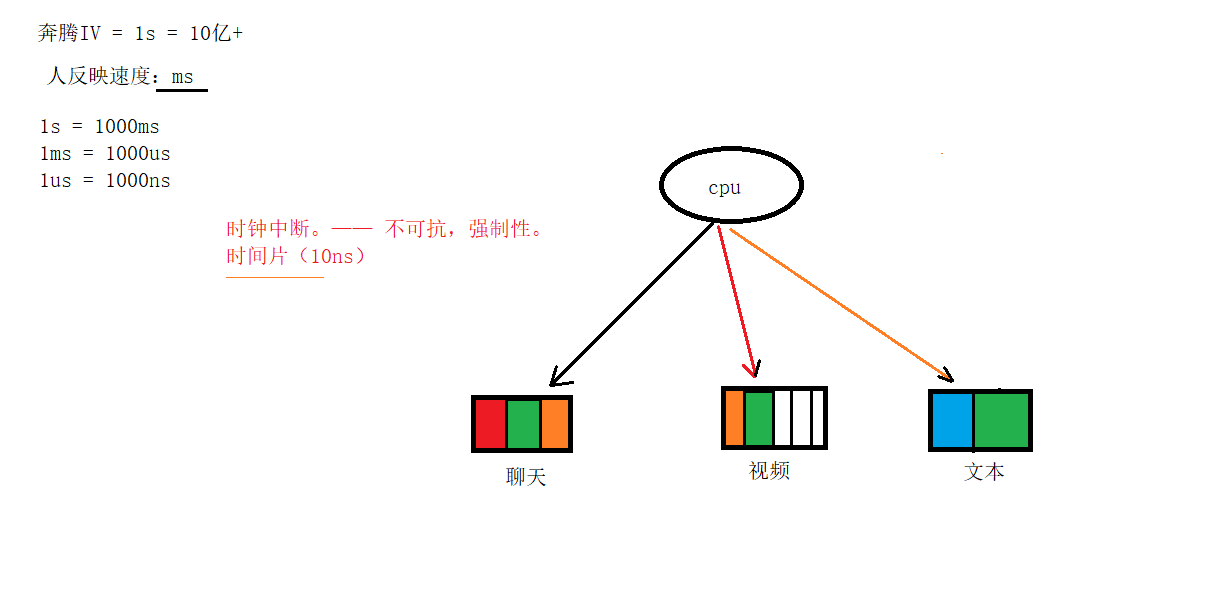 奔腾IV = 1s = 10亿+
人反映速度: ms
1s = 1000ms
1ms = 1000us
1us = 1000ns
时钟中断。—— 不可抗，强制性。
时间片（10ns）
cpu
聊天
视频
文本